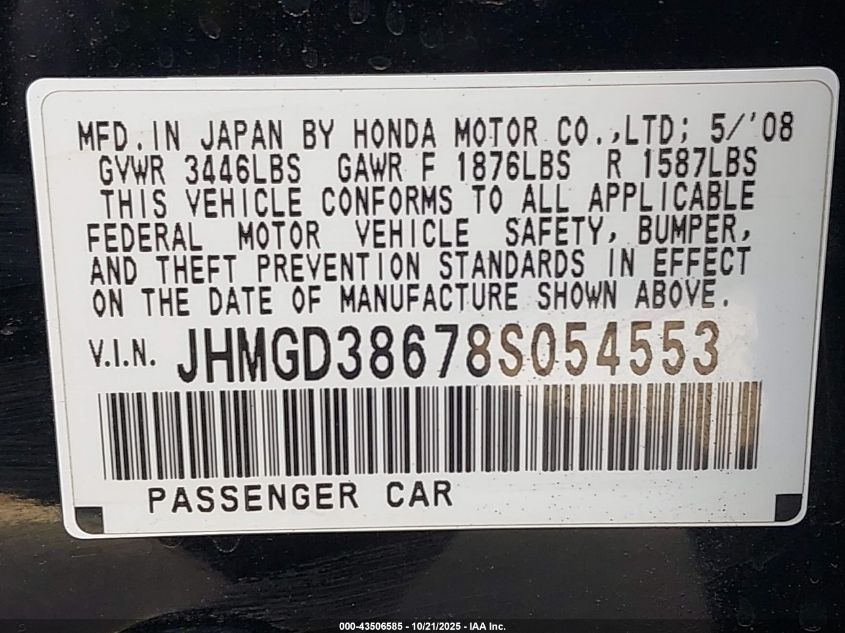 MFD.IN JAPAN BY HONDA MOTOR CO.,LTD; 5/'08
GVWR 3446LBS GAWR F 1876LBS R 1587LBS
THIS VEHICLE CONFORMS TO ALL APPLICABLE
FEDERAL MOTOR VEHICLE SAFETY, BUMPER,
AND THEFT PREVENTION STANDARDS IN EFFECT
ON THE DATE OF MANUFACTURE SHOWN ABOVE.
V.I.N. JHMGD38678S054553
PASSENGER CAR
000-43506585 - 10/21/2025 - IAA Inc.